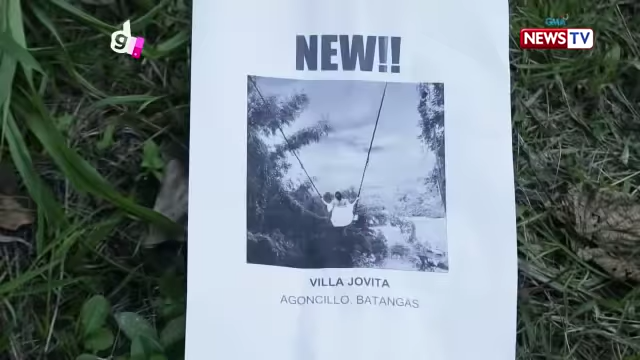 g
GMA
NEWS TV
NEW!!
VILLA JOVITA
AGONCILLO. BATANGAS